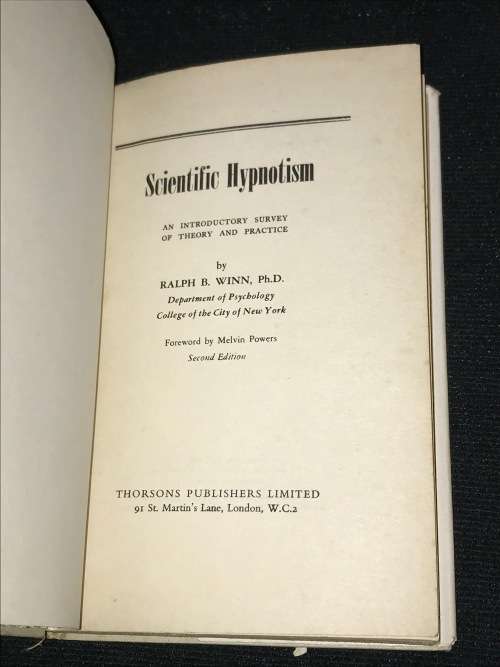 Scientific Hypnotism
AN INTRODUCTORY SURVEY
OF THEORY AND PRACTICE
by
RALPH B. WINN, Ph.D.
Department of Psychology
College of the City of New York
Foreword by Melvin Powers
Second Edition
THORSONS PUBLISHERS LIMITED
91 St. Martin's Lane, London, W.C.2